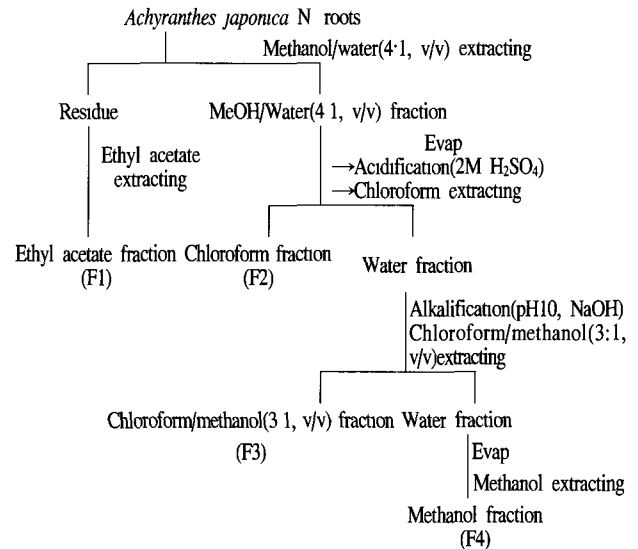 Achyranthes japonica N roots
Methanol/water(4·1, v/v) extracting
Residue
MeOH/Water(4 1, v/v) fraction
Ethyl acetate
extracting
Evap
→Acidification(2M H₂SO₄)
→Chloroform extracting
Ethyl acetate fraction
(F1)
Chloroform fraction
(F2)
Water fraction
Alkalification(pH10, NaOH)
Chloroform/methanol(3:1,
v/v)extracting
Chloroform/methanol(3 1, v/v) fraction
(F3)
Water fraction
Evap
Methanol extracting
Methanol fraction
(F4)